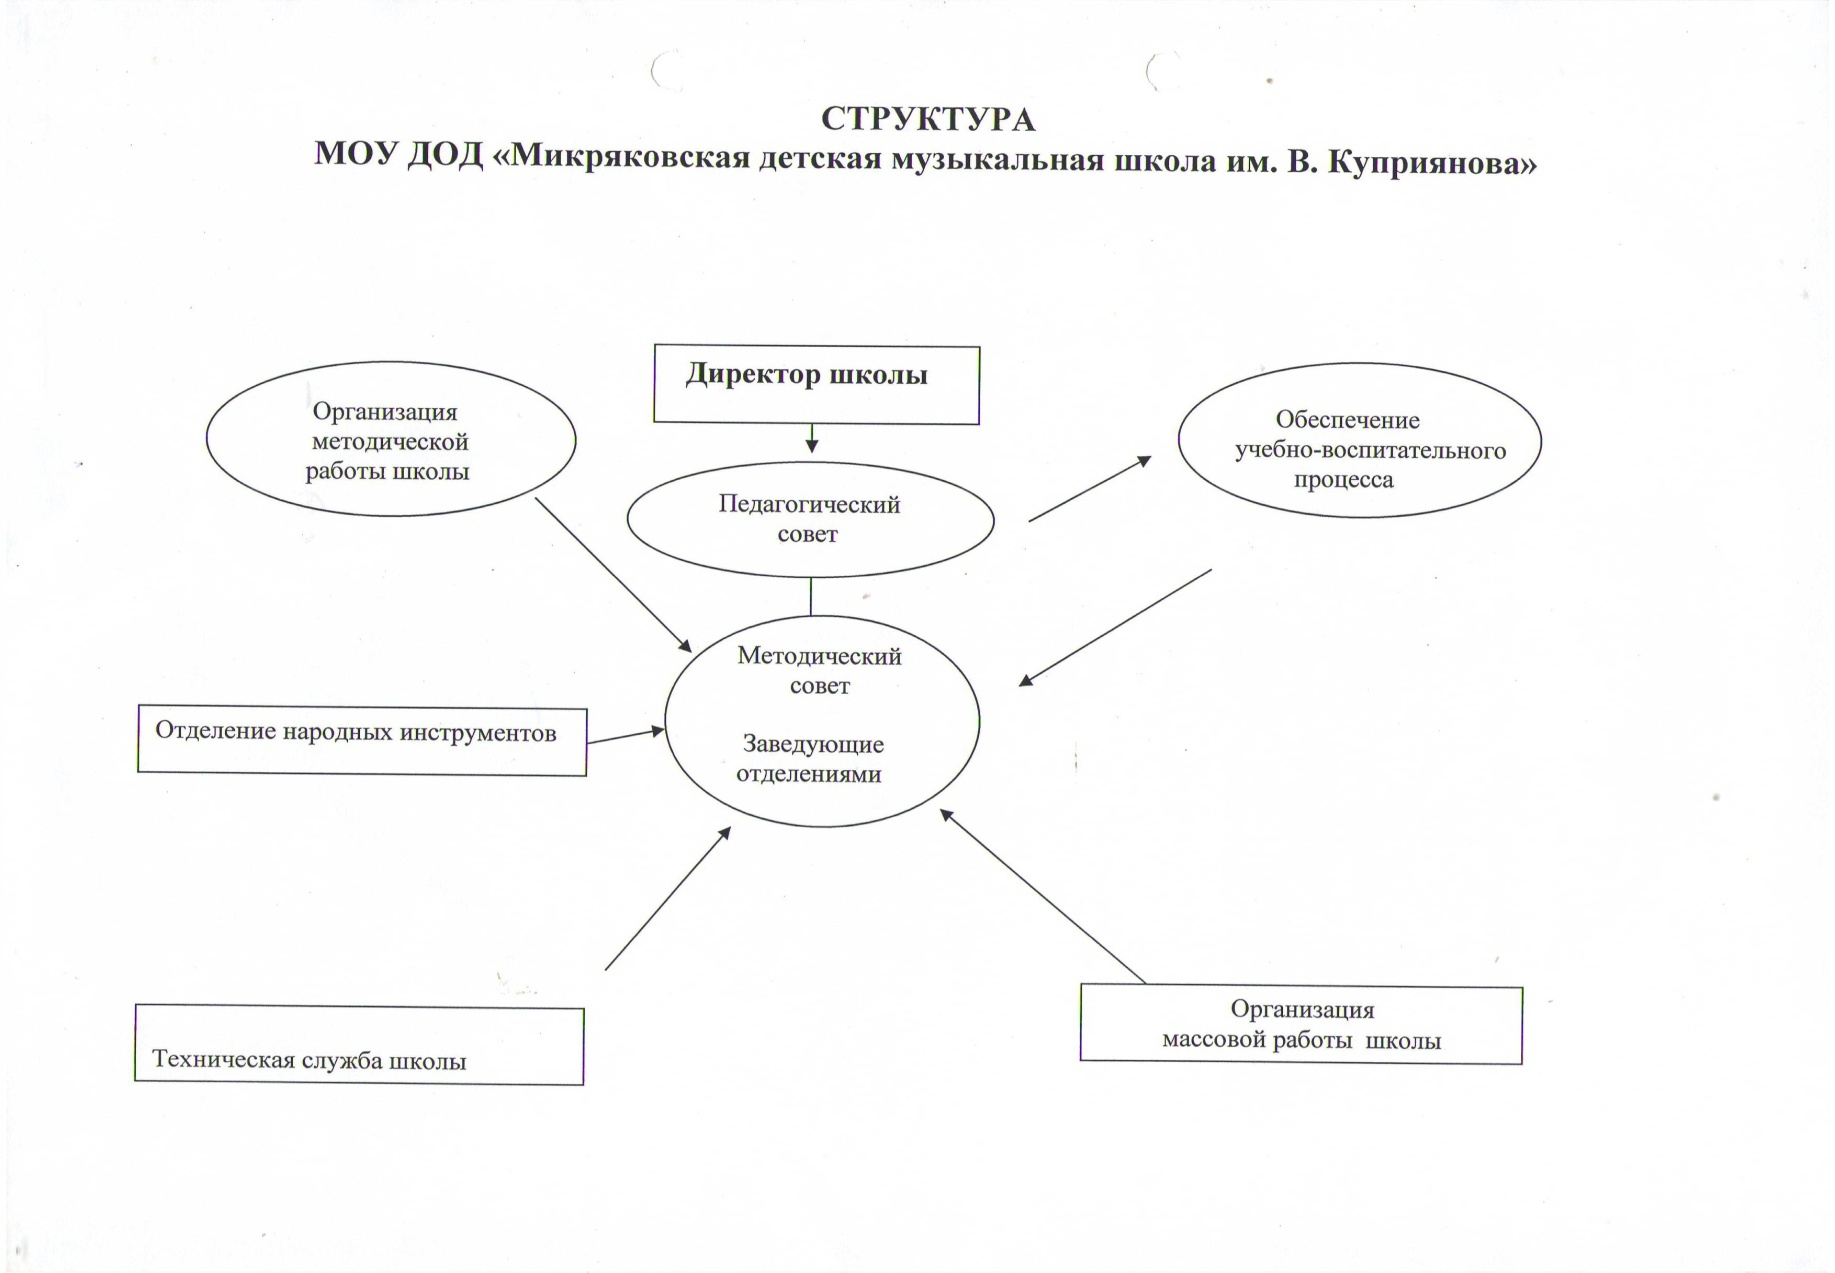 СТРУКТУРА
МОУ ДОД «Микряковская детская музыкальная школа им. В. Куприянова»
Директор школы
Организация
методической
работы школы
Обеспечение
учебно-воспитательного
процесса
Педагогический
совет
Методический
совет
Заведующие
отделениями
Отделение народных инструментов
Техническая служба школы
Организация
массовой работы школы